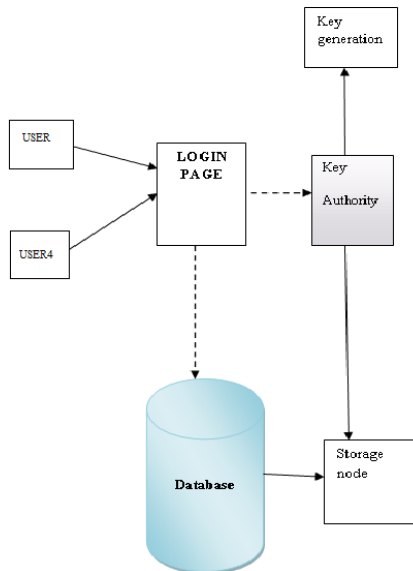 Key
generation
USER
LOGIN
PAGE
Key
Authority
USER4
Database
Storage
node